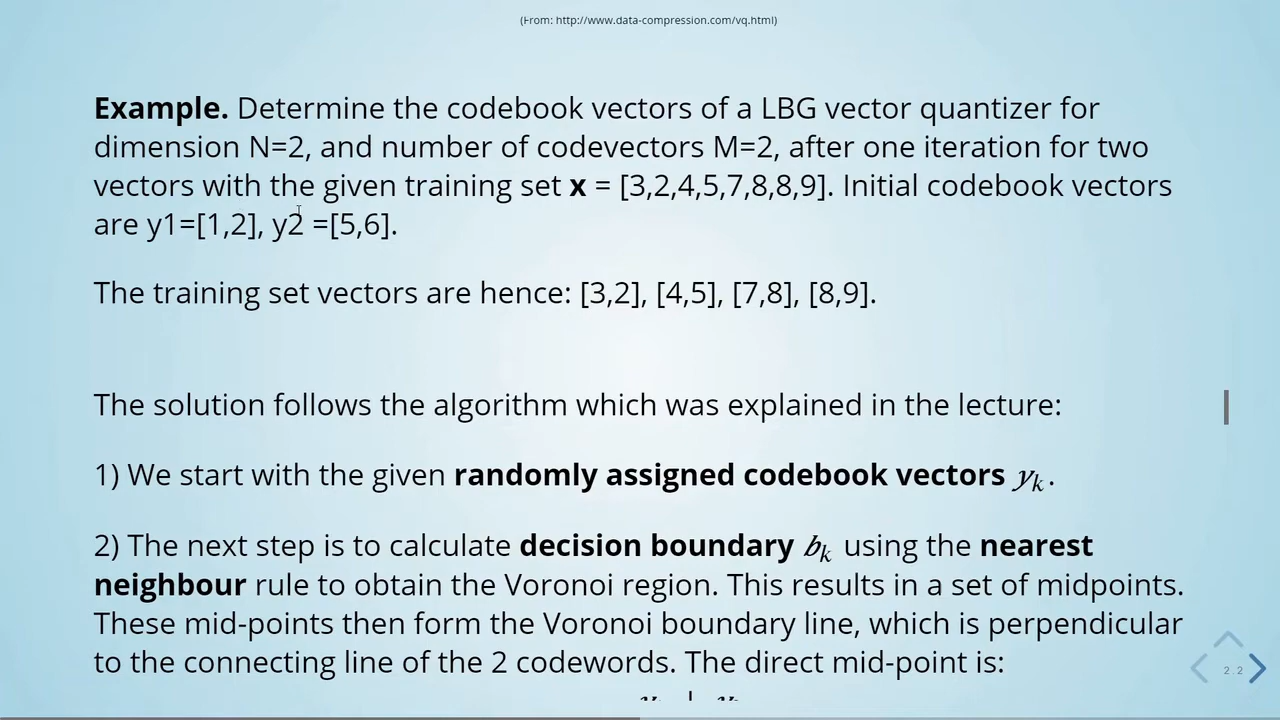 (From: http://www.data-compression.com/vq.html)
Example. Determine the codebook vectors of a LBG vector quantizer for
dimension N=2, and number of codevectors M=2, after one iteration for two
vectors with the given training set x = [3,2,4,5,7,8,8,9]. Initial codebook vectors
are y1=[1,2], y2 =[5,6].
The training set vectors are hence: [3,2], [4,5], [7,8], [8,9].
The solution follows the algorithm which was explained in the lecture:
1) We start with the given randomly assigned codebook vectors yₖ.
2) The next step is to calculate decision boundary bₖ using the nearest
neighbour rule to obtain the Voronoi region. This results in a set of midpoints.
These mid-points then form the Voronoi boundary line, which is perpendicular
to the connecting line of the 2 codewords. The direct mid-point is:
2.2